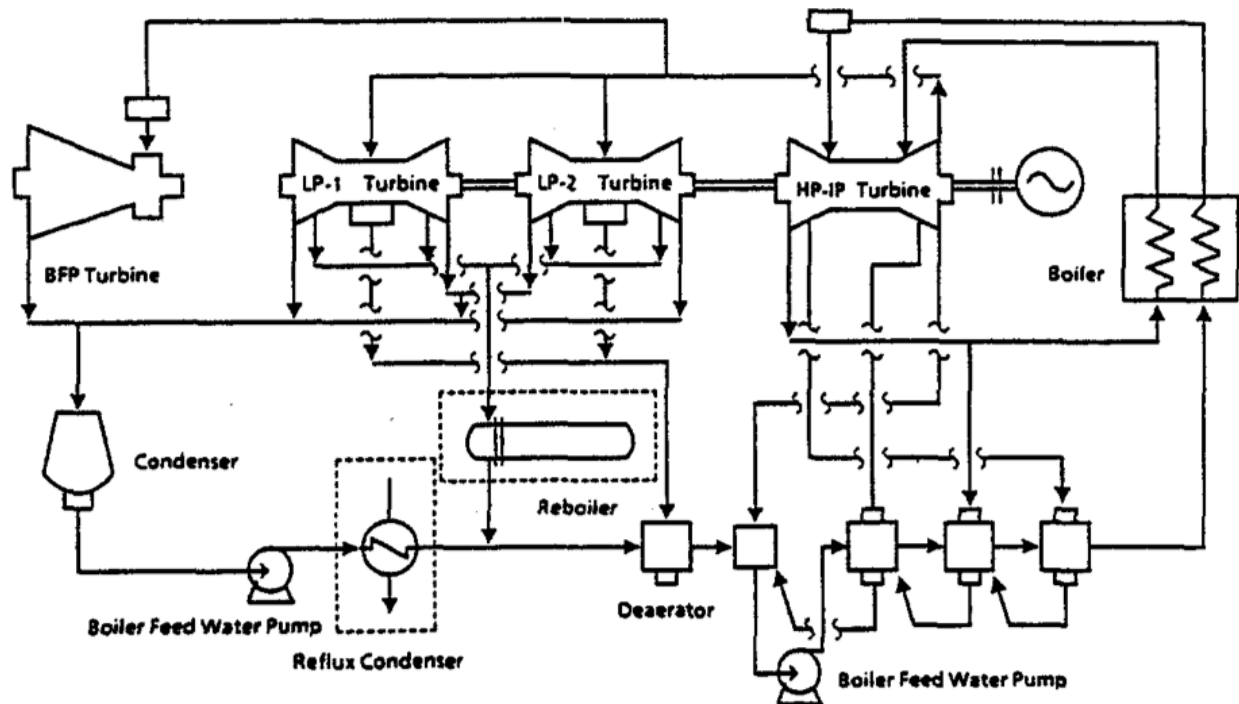 LP-1 Turbine
LP-2 Turbine
HP-IP Turbine
BFP Turbine
Boiler
Condenser
Reboiler
Deaerator
Boiler Feed Water Pump
Reflux Condenser
Boiler Feed Water Pump